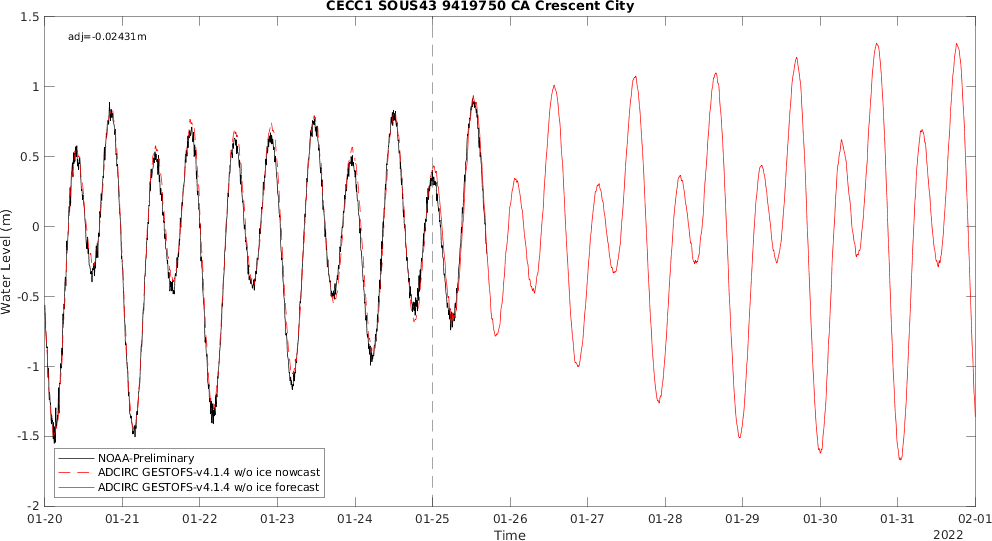 CECC1 SOUS43 9419750 CA Crescent City
adj=-0.02431m
1.5
1
0.5
0
-0.5
-1
-1.5
-2
Water Level (m)
NOAA-Preliminary
ADCIRC GESTOFS-v4.1.4 w/o ice nowcast
ADCIRC GESTOFS-v4.1.4 w/o ice forecast
01-20 01-21 01-22 01-23 01-24 01-25 01-26 01-27 01-28 01-29 01-30 01-31 02-01
Time
2022